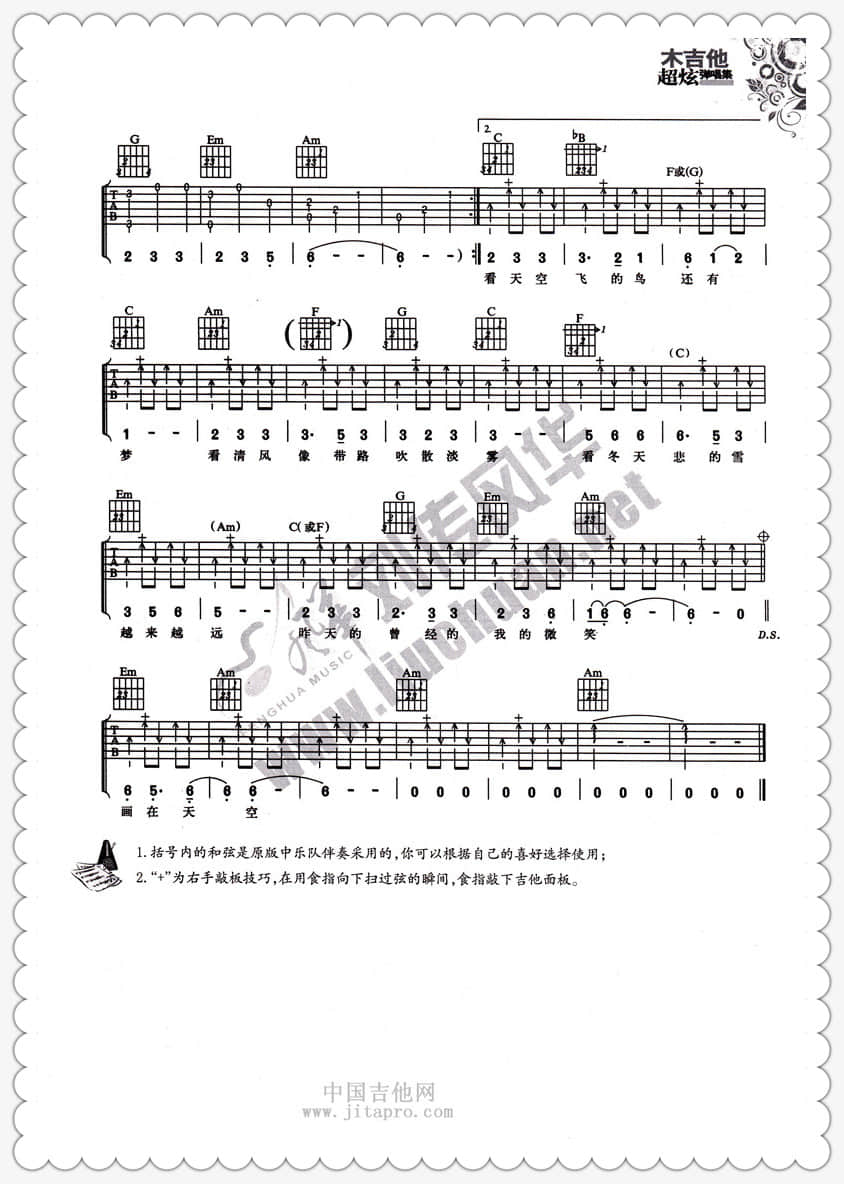 木吉他
超炫弹唱集
2.
G Em Am C ♭B F或(G)
T A B
2 3 3 | 2 3 5 | 6 - - | 6 - - ) :‖ 2 3 3 | 3· 2 1 | 6 1 2 |
看 天 空 飞 的 鸟 还 有
C Am ( F ) G C F (C)
T A B
1 - - | 2 3 3 | 3· 5 3 | 3 2 3 | 3 - - | 5 6 6 | 6· 5 3 |
梦 看 清 风 像 带 路 吹 散 淡 雾 看 冬 天 悲 的 雪
Em (Am) C(或F) G Em Am
T A B
3 5 6 | 5 - - | 2 3 3 | 2· 3 3 | 2 3 6 | 1 6 6 - | 6 - 0 ‖
越 来 越 远 昨 天 的 曾 经 的 我 的 微 笑 D.S.
Em Am Am Am
T A B
6 5· 6 | 6 6 - | 6 - - | 0 0 0 | 0 0 0 | 0 0 0 | 0 0 0 ‖
画 在 天 空
1. 括号内的和弦是原版中乐队伴奏采用的,你可以根据自己的喜好选择使用;
2. “+”为右手敲板技巧,在用食指向下扫过弦的瞬间,食指敲下吉他面板。
刘传风华
FENGHUA MUSIC
www.liuchuan.net
中国吉他网
www.jitapro.com